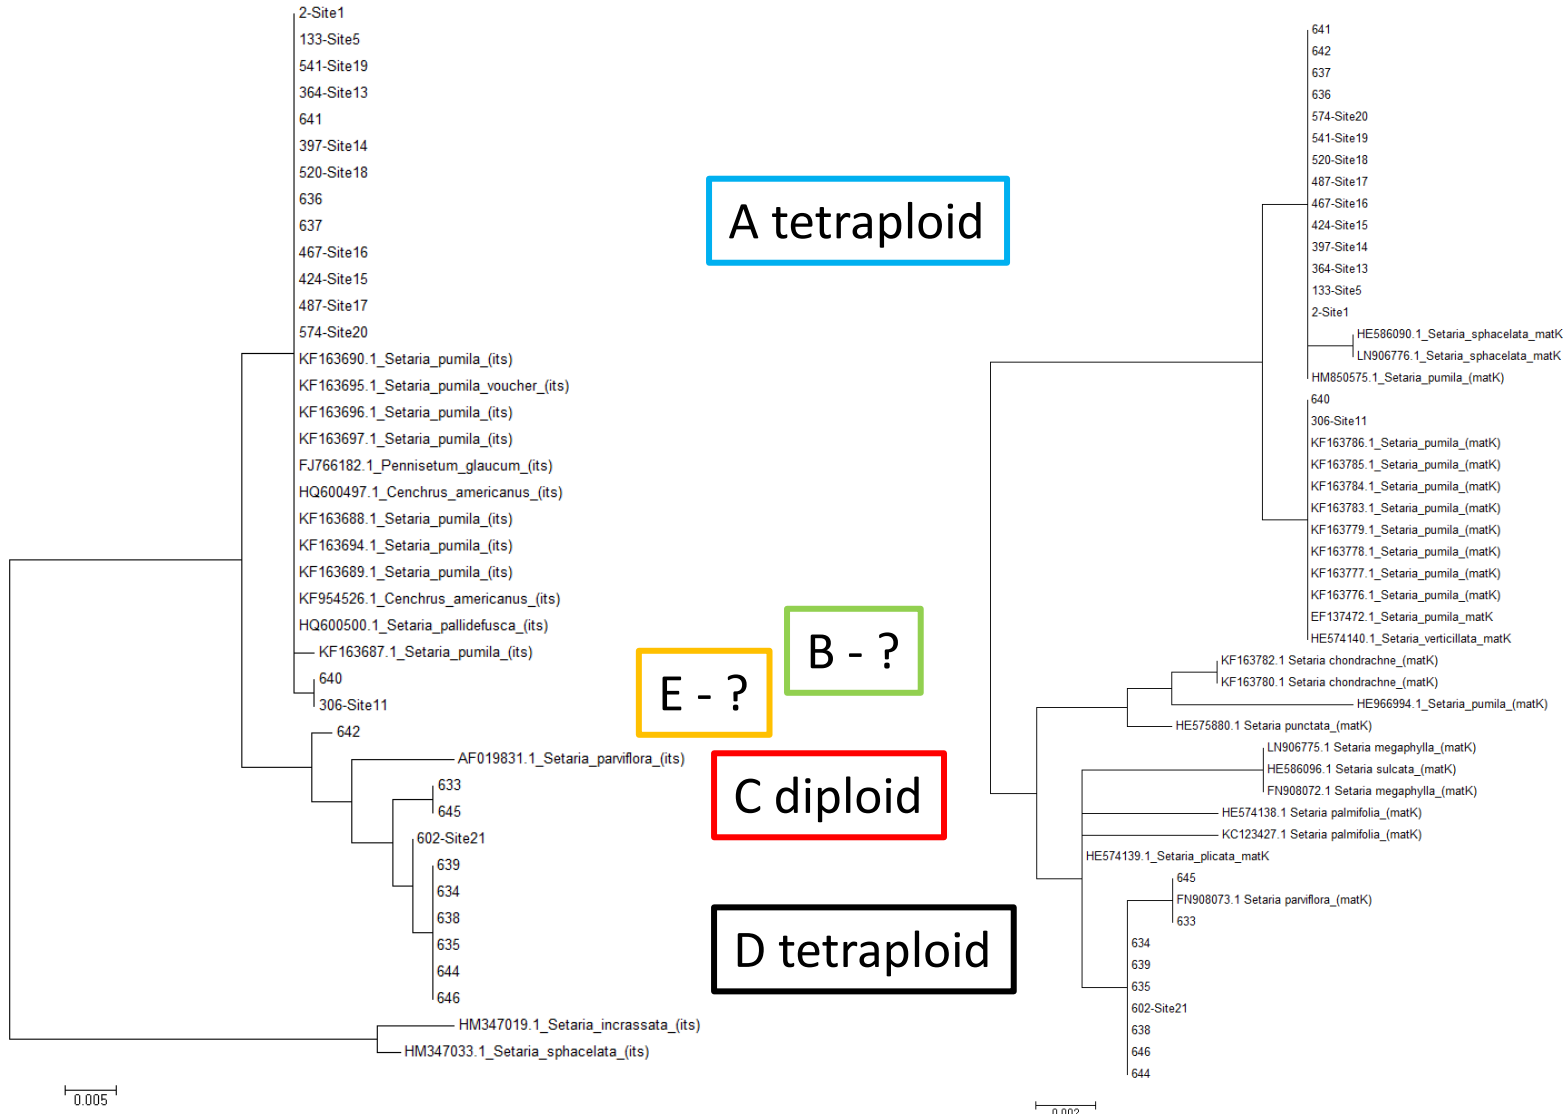 2-Site1
133-Site5
541-Site19
364-Site13
641
397-Site14
520-Site18
636
637
467-Site16
424-Site15
487-Site17
574-Site20
KF163690.1_Setaria_pumila_(its)
KF163695.1_Setaria_pumila_voucher_(its)
KF163696.1_Setaria_pumila_(its)
KF163697.1_Setaria_pumila_(its)
FJ766182.1_Pennisetum_glaucum_(its)
HQ600497.1_Cenchrus_americanus_(its)
KF163688.1_Setaria_pumila_(its)
KF163694.1_Setaria_pumila_(its)
KF163689.1_Setaria_pumila_(its)
KF954526.1_Cenchrus_americanus_(its)
HQ600500.1_Setaria_pallidefusca_(its)
KF163687.1_Setaria_pumila_(its)
640
306-Site11
642
AF019831.1_Setaria_parviflora_(its)
633
645
602-Site21
639
634
638
635
644
646
HM347019.1_Setaria_incrassata_(its)
HM347033.1_Setaria_sphacelata_(its)
0.005
A tetraploid
B - ?
E - ?
C diploid
D tetraploid
641
642
637
636
574-Site20
541-Site19
520-Site18
487-Site17
467-Site16
424-Site15
397-Site14
364-Site13
133-Site5
2-Site1
HE586090.1_Setaria_sphacelata_matK
LN906776.1_Setaria_sphacelata_matK
HM850575.1_Setaria_pumila_(matK)
640
306-Site11
KF163786.1_Setaria_pumila_(matK)
KF163785.1_Setaria_pumila_(matK)
KF163784.1_Setaria_pumila_(matK)
KF163783.1_Setaria_pumila_(matK)
KF163779.1_Setaria_pumila_(matK)
KF163778.1_Setaria_pumila_(matK)
KF163777.1_Setaria_pumila_(matK)
KF163776.1_Setaria_pumila_(matK)
EF137472.1_Setaria_pumila_matK
HE574140.1_Setaria_verticillata_matK
KF163782.1 Setaria chondrachne_(matK)
KF163780.1 Setaria chondrachne_(matK)
HE966994.1_Setaria_pumila_(matK)
HE575880.1 Setaria punctata_(matK)
LN906775.1 Setaria megaphylla_(matK)
HE586096.1 Setaria sulcata_(matK)
FN908072.1 Setaria megaphylla_(matK)
HE574138.1 Setaria palmifolia_(matK)
KC123427.1 Setaria palmifolia_(matK)
HE574139.1_Setaria_plicata_matK
645
FN908073.1 Setaria parviflora_(matK)
633
634
639
635
602-Site21
638
646
644
0.002